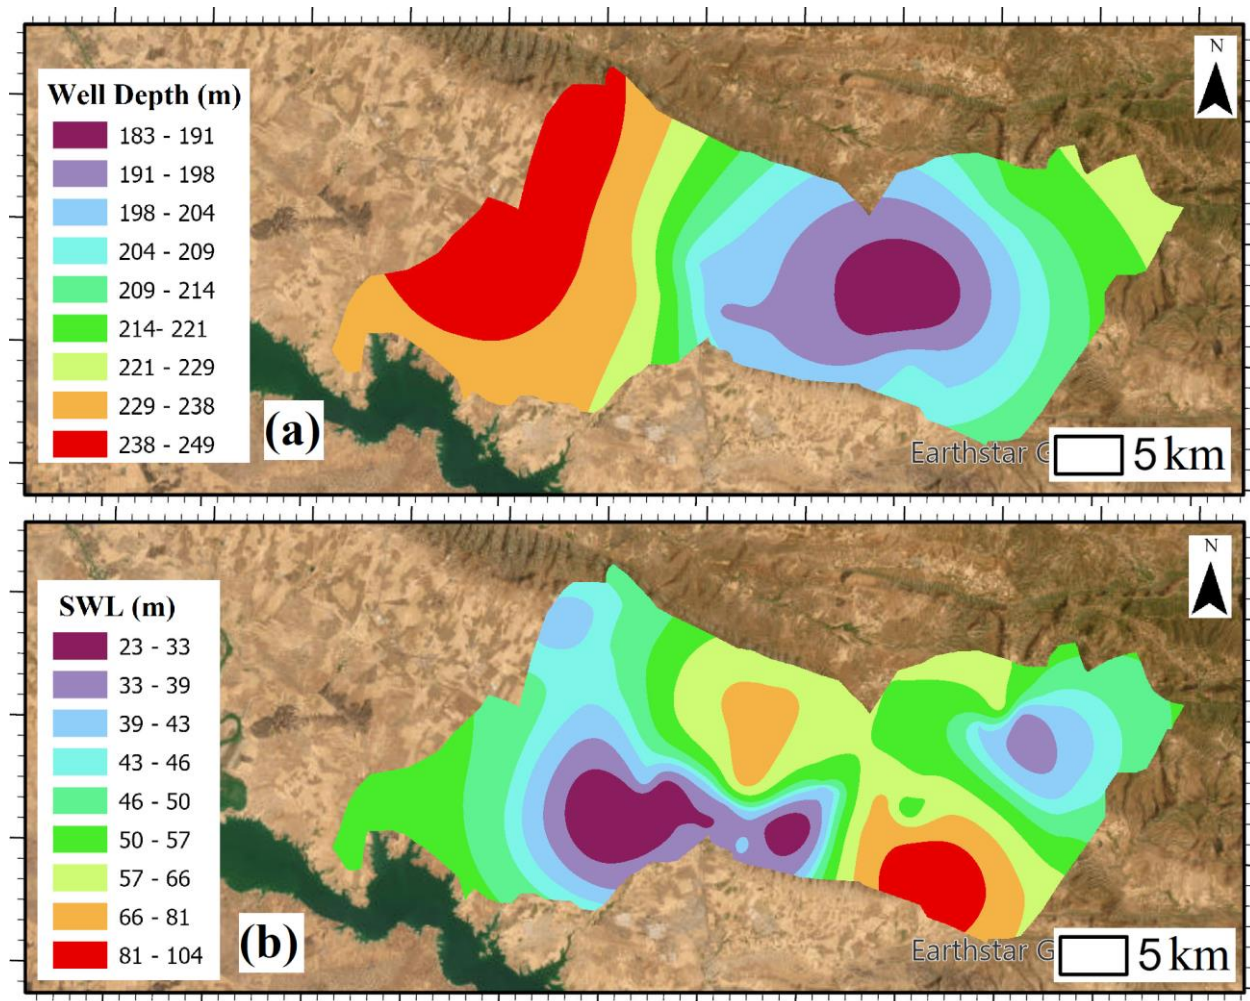 N
Well Depth (m)
183 - 191
191 - 198
198 - 204
204 - 209
209 - 214
214- 221
221 - 229
229 - 238
238 - 249
(a)
Earthstar G
5 km
N
SWL (m)
23 - 33
33 - 39
39 - 43
43 - 46
46 - 50
50 - 57
57 - 66
66 - 81
81 - 104
(b)
Earthstar G
5 km